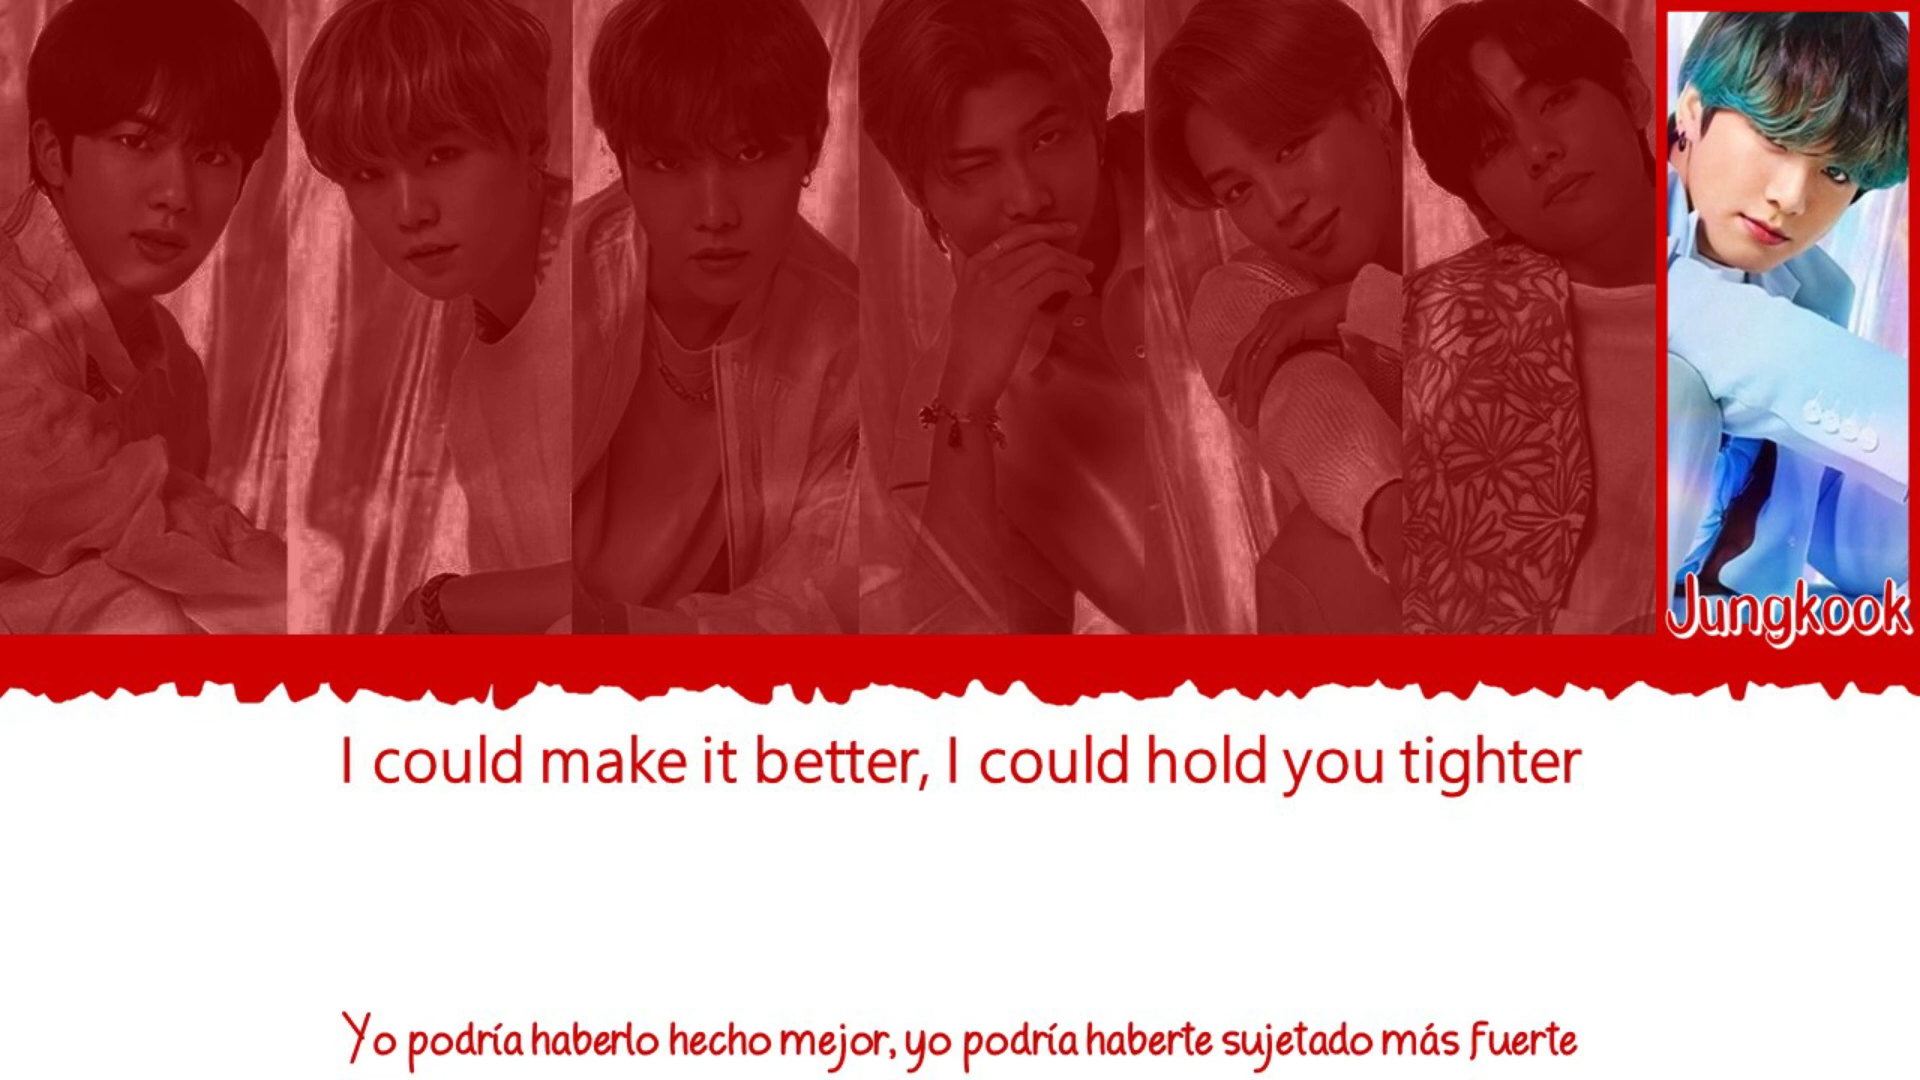 Jungkook
I could make it better, I could hold you tighter
Yo podría haberlo hecho mejor, yo podría haberte sujetado más fuerte